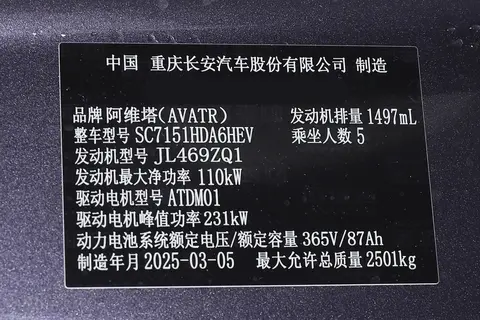 中国 重庆长安汽车股份有限公司 制造
品牌 阿维塔(AVATR) 发动机排量 1497mL
整车型号 SC7151HDA6HEV 乘坐人数 5
发动机型号 JL469ZQ1
发动机最大净功率 110kW
驱动电机型号 ATDM01
驱动电机峰值功率 231kW
动力电池系统额定电压/额定容量 365V/87Ah
制造年月 2025-03-05 最大允许总质量 2501kg